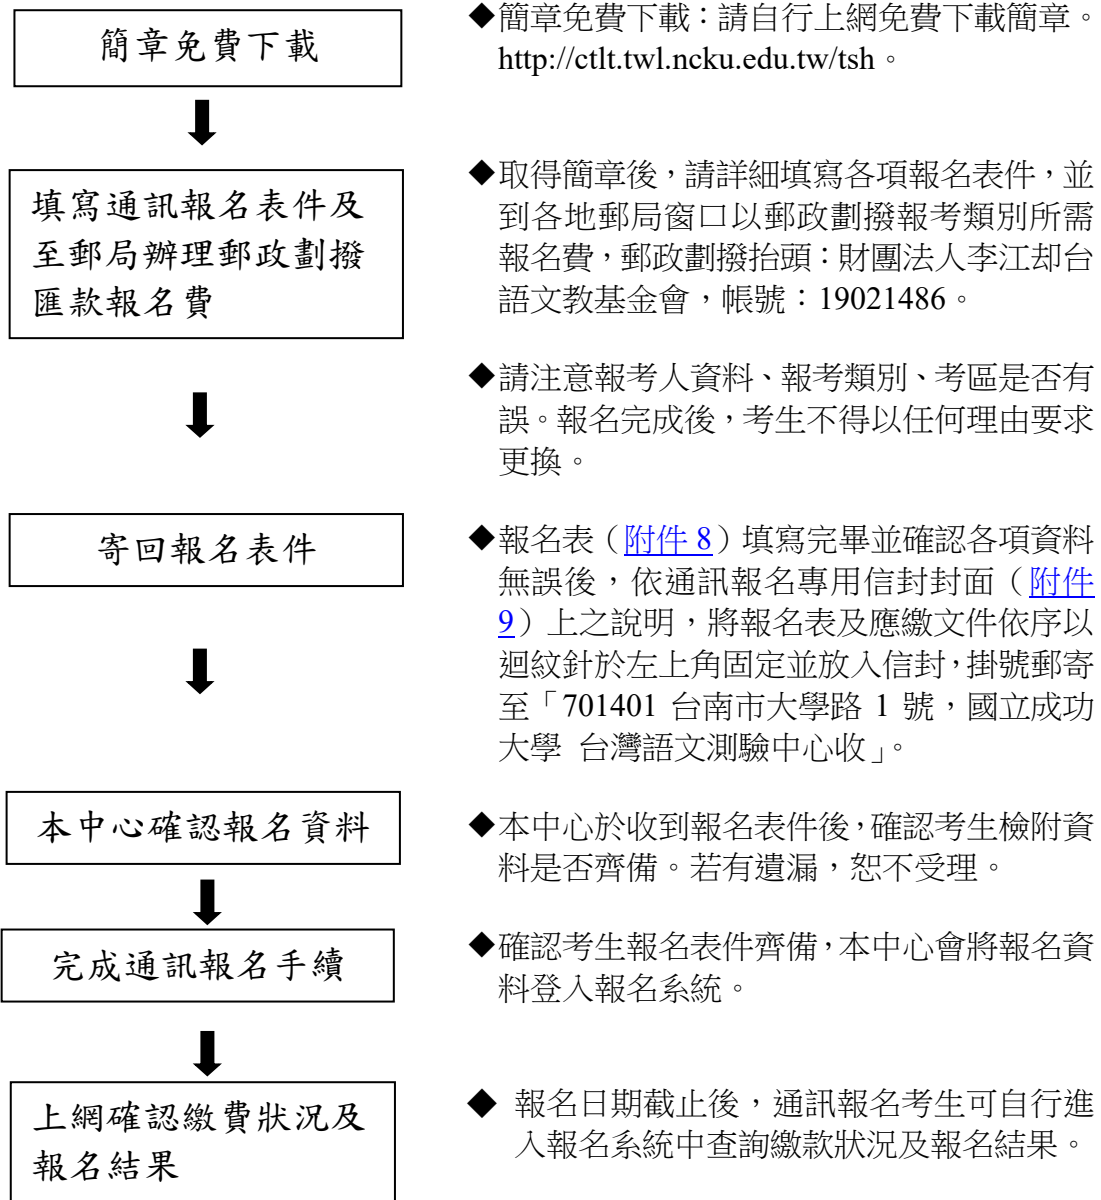 簡章免費下載
◆簡章免費下載：請自行上網免費下載簡章。
http://ctlt.twl.ncku.edu.tw/tsh。
填寫通訊報名表件及
至郵局辦理郵政劃撥
匯款報名費
◆取得簡章後，請詳細填寫各項報名表件，並
到各地郵局窗口以郵政劃撥報考類別所需
報名費，郵政劃撥抬頭：財團法人李江却台
語文教基金會，帳號：19021486。
◆請注意報考人資料、報考類別、考區是否有
誤。報名完成後，考生不得以任何理由要求
更換。
寄回報名表件
◆報名表（附件 8）填寫完畢並確認各項資料
無誤後，依通訊報名專用信封封面（附件
9）上之說明，將報名表及應繳文件依序以
迴紋針於左上角固定並放入信封，掛號郵寄
至「701401 台南市大學路 1 號，國立成功
大學 台灣語文測驗中心收」。
本中心確認報名資料
◆本中心於收到報名表件後，確認考生檢附資
料是否齊備。若有遺漏，恕不受理。
完成通訊報名手續
◆確認考生報名表件齊備，本中心會將報名資
料登入報名系統。
上網確認繳費狀況及
報名結果
◆ 報名日期截止後，通訊報名考生可自行進
入報名系統中查詢繳款狀況及報名結果。